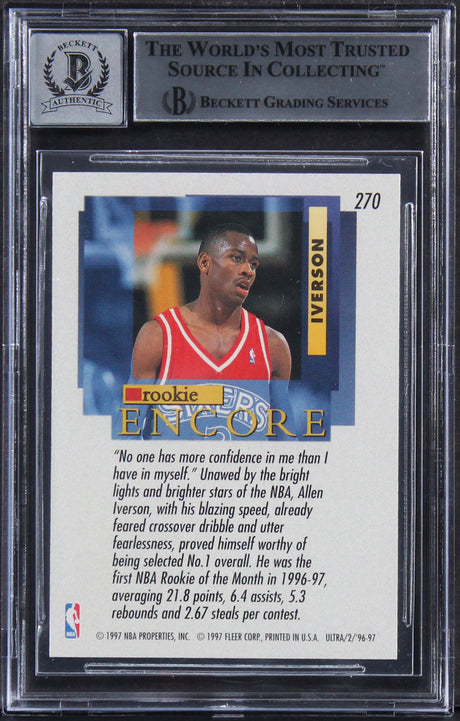 BECKETT
B
AUTHENTIC
THE WORLD'S MOST TRUSTED
SOURCE IN COLLECTING™
B BECKETT GRADING SERVICES
270
IVERSON
rookie
ENCORE
SIXERS
"No one has more confidence in me than I
have in myself." Unawed by the bright
lights and brighter stars of the NBA, Allen
Iverson, with his blazing speed, already
feared crossover dribble and utter
fearlessness, proved himself worthy of
being selected No.1 overall. He was the
first NBA Rookie of the Month in 1996-97,
averaging 21.8 points, 6.4 assists, 5.3
rebounds and 2.67 steals per contest.
NBA
© 1997 NBA PROPERTIES, INC. © 1997 FLEER CORP., PRINTED IN U.S.A. ULTRA/2/'96-97